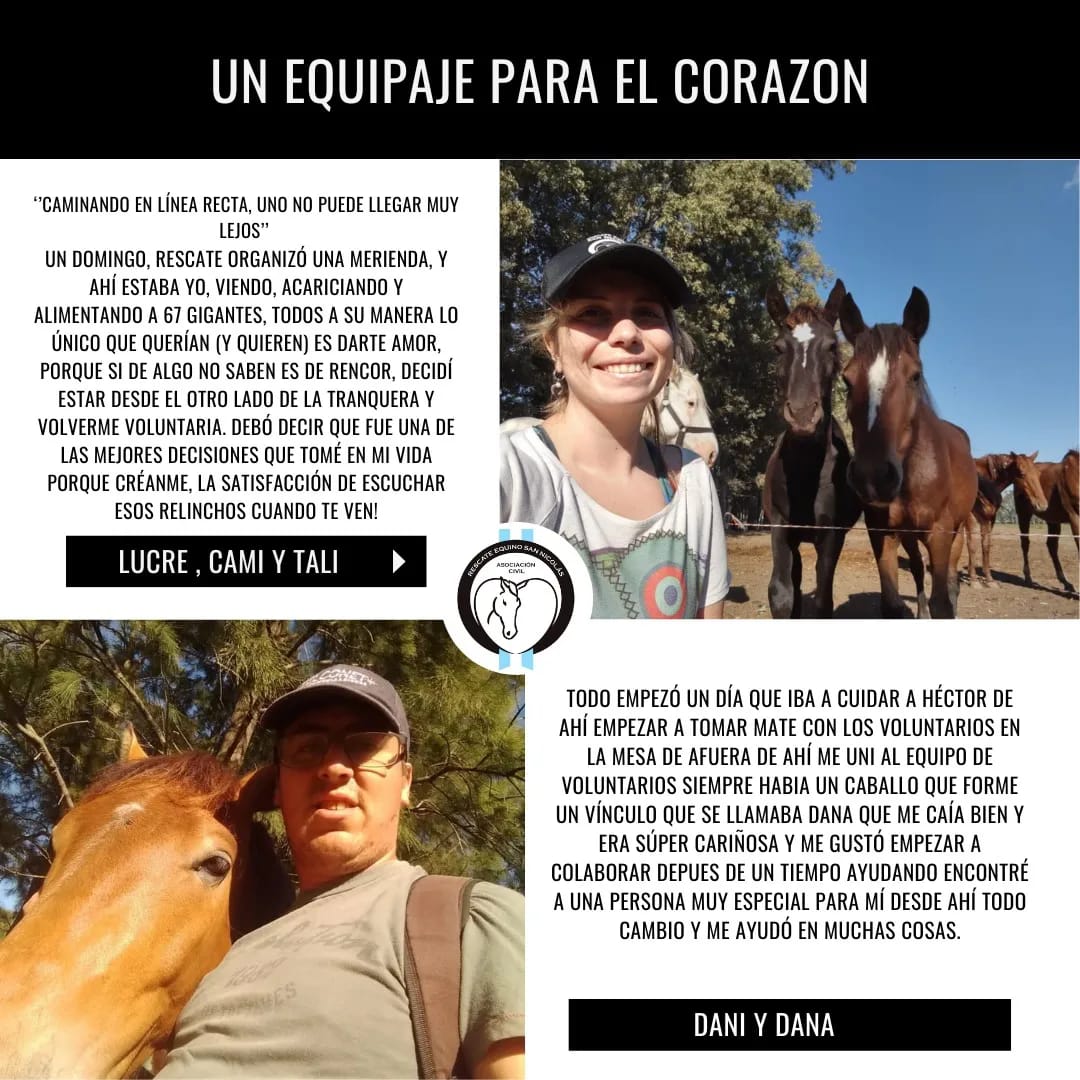 UN EQUIPAJE PARA EL CORAZON
‘’CAMINANDO EN LÍNEA RECTA, UNO NO PUEDE LLEGAR MUY
LEJOS’’
UN DOMINGO, RESCATE ORGANIZÓ UNA MERIENDA, Y
AHÍ ESTABA YO, VIENDO, ACARICIANDO Y
ALIMENTANDO A 67 GIGANTES, TODOS A SU MANERA LO
ÚNICO QUE QUERÍAN (Y QUIEREN) ES DARTE AMOR,
PORQUE SI DE ALGO NO SABEN ES DE RENCOR, DECIDÍ
ESTAR DESDE EL OTRO LADO DE LA TRANQUERA Y
VOLVERME VOLUNTARIA. DEBÓ DECIR QUE FUE UNA DE
LAS MEJORES DECISIONES QUE TOMÉ EN MI VIDA
PORQUE CRÉANME, LA SATISFACCIÓN DE ESCUCHAR
ESOS RELINCHOS CUANDO TE VEN!
LUCRE , CAMI Y TALI
RESCATE EQUINO SAN NICOLÁS
ASOCIACIÓN
CIVIL
TODO EMPEZÓ UN DÍA QUE IBA A CUIDAR A HÉCTOR DE
AHÍ EMPEZAR A TOMAR MATE CON LOS VOLUNTARIOS EN
LA MESA DE AFUERA DE AHÍ ME UNI AL EQUIPO DE
VOLUNTARIOS SIEMPRE HABIA UN CABALLO QUE FORME
UN VÍNCULO QUE SE LLAMABA DANA QUE ME CAÍA BIEN Y
ERA SÚPER CARIÑOSA Y ME GUSTÓ EMPEZAR A
COLABORAR DEPUES DE UN TIEMPO AYUDANDO ENCONTRÉ
A UNA PERSONA MUY ESPECIAL PARA MÍ DESDE AHÍ TODO
CAMBIO Y ME AYUDÓ EN MUCHAS COSAS.
DANI Y DANA